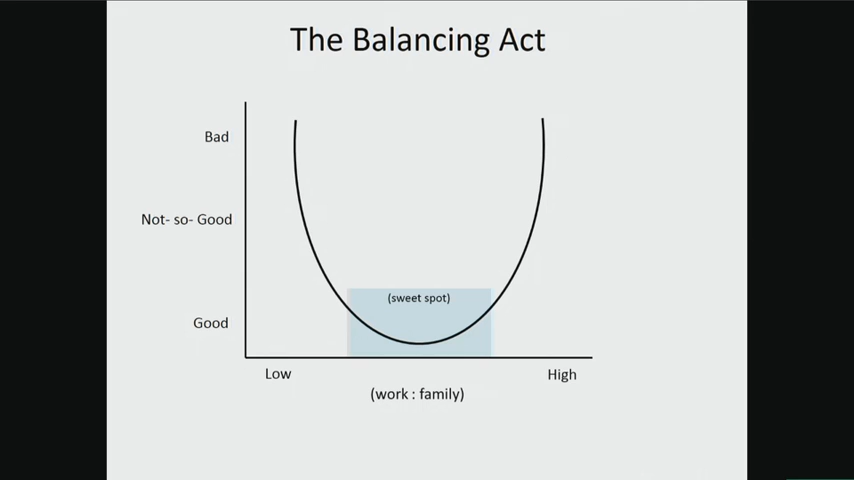 The Balancing Act
Bad
Not- so- Good
(sweet spot)
Good
Low
High
(work : family)